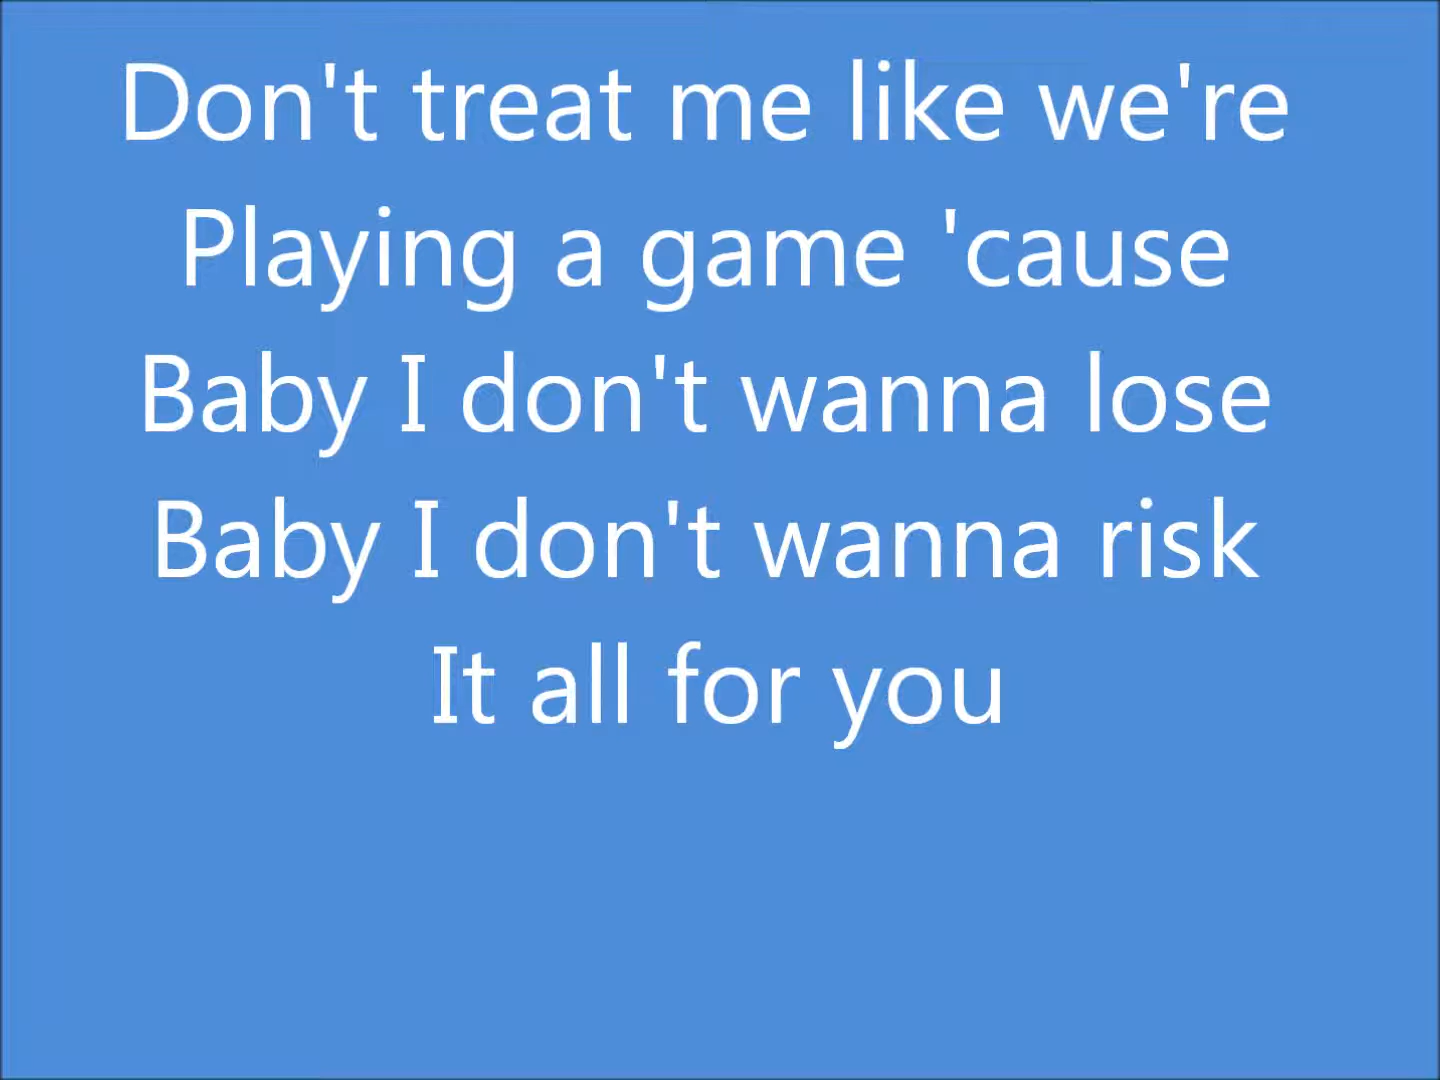 Don't treat me like we're
Playing a game 'cause
Baby I don't wanna lose
Baby I don't wanna risk
It all for you